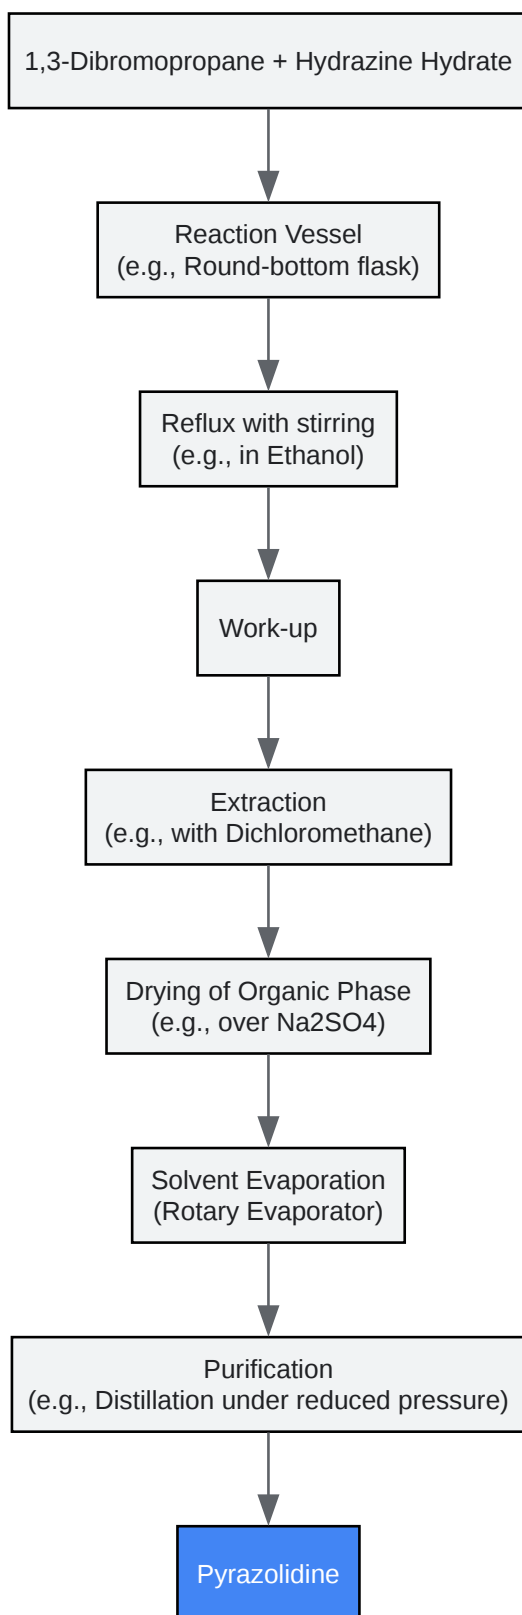 1,3-Dibromopropane + Hydrazine Hydrate
Reaction Vessel
(e.g., Round-bottom flask)
Reflux with stirring
(e.g., in Ethanol)
Work-up
Extraction
(e.g., with Dichloromethane)
Drying of Organic Phase
(e.g., over Na2SO4)
Solvent Evaporation
(Rotary Evaporator)
Purification
(e.g., Distillation under reduced pressure)
Pyrazolidine